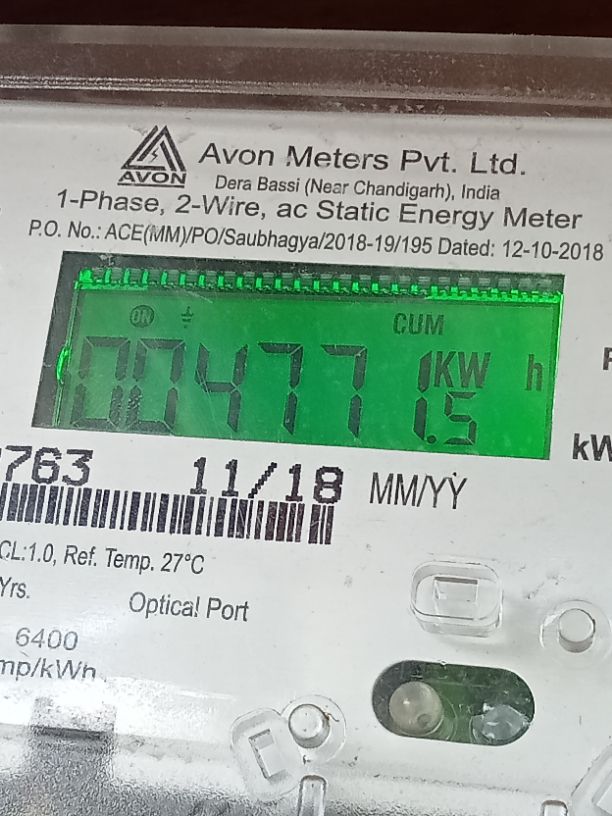 AVON
Avon Meters Pvt. Ltd.
Dera Bassi (Near Chandigarh), India
1-Phase, 2-Wire, ac Static Energy Meter
P.O. No.: ACE(MM)/PO/Saubhagya/2018-19/195 Dated: 12-10-2018
ON CUM
004771.5 KW h
763 11/18 MM/YY
CL:1.0, Ref. Temp. 27°C
Yrs. Optical Port
6400
mp/kWh